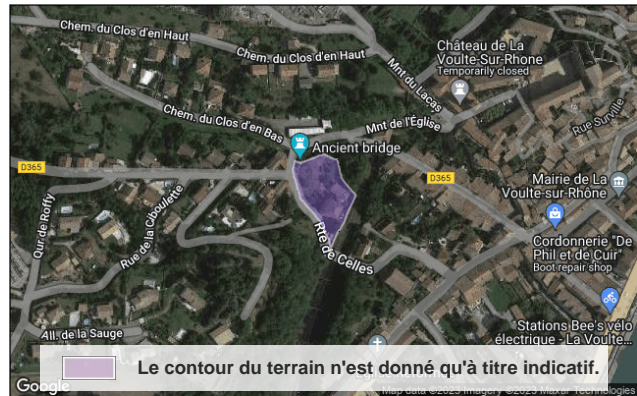 Chem. du Clos d'en Haut
Chem. du Clos d'en Haut
Mnt du Lacas
Château de La
Voulte-Sur-Rhone
Temporarily closed
Chem. du Clos d'en Bas
Mnt de l'Église
Rue Surville
Ancient bridge
D365
D365
Mairie de La
Voulte-sur-Rhône
Qur de Roffy
Rue de la Ciboulette
Rte de Celles
Cordonnerie "De
Phil et de Cuir"
Boot repair shop
Stations Bee's vélo
électrique - La Voulte...
All. de la Sauge
Le contour du terrain n'est donné qu'à titre indicatif.
Google
Map data ©2023 Imagery ©2023 Maxar Technologies